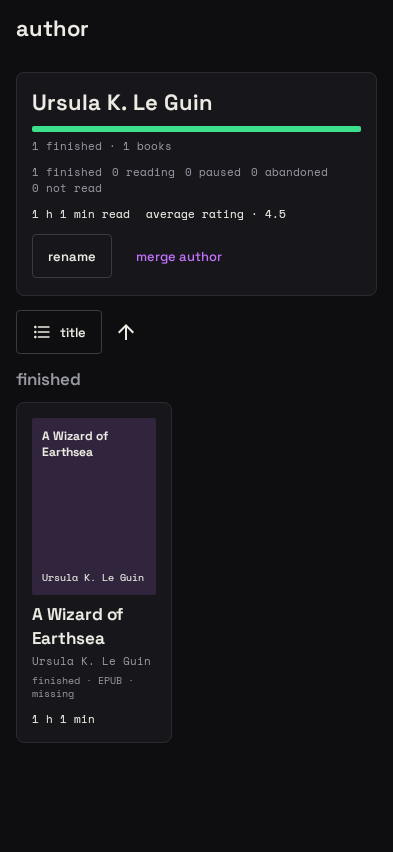 author
Ursula K. Le Guin
1 finished · 1 books
1 finished 0 reading 0 paused 0 abandoned
0 not read
1 h 1 min read average rating · 4.5
rename merge author
title
finished
A Wizard of
Earthsea
Ursula K. Le Guin
A Wizard of
Earthsea
Ursula K. Le Guin
finished · EPUB ·
missing
1 h 1 min